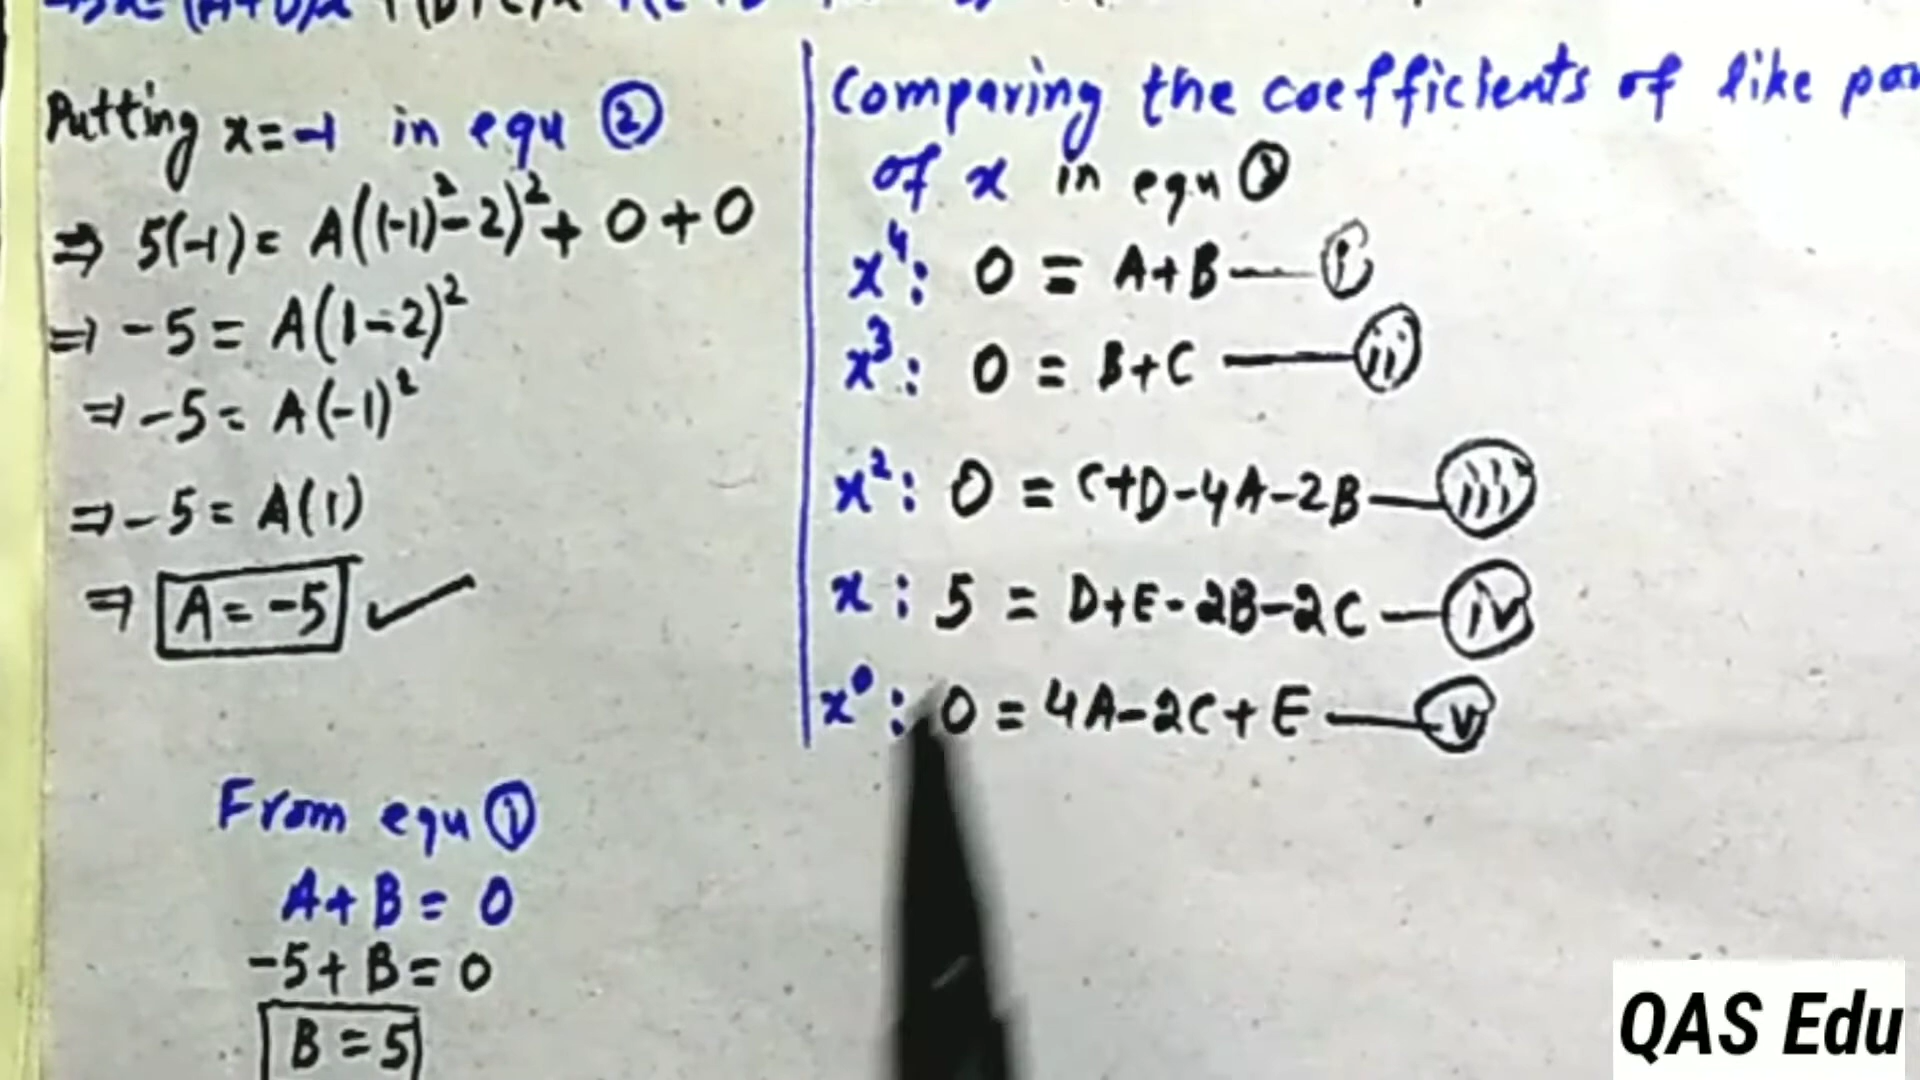 Putting x=-1 in equ ②
⇒ 5(-1) = A((-1)²-2)² + 0 + 0
⇒ -5 = A(1-2)²
⇒ -5 = A(-1)²
⇒ -5 = A(1)
⇒ A = -5 ✓
From equ ⓘ
A + B = 0
-5 + B = 0
B = 5
Comparing the coefficients of like
of x in equ ③
x⁴: 0 = A+B — (i)
x³: 0 = B+C — (ii)
x²: 0 = C+D-4A-2B — (iii)
x: 5 = D+E-2B-2C — (iv)
x⁰: 0 = 4A-2C+E — (v)
QAS Edu